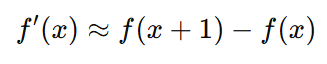 f′(x) ≈ f(x + 1) − f(x)